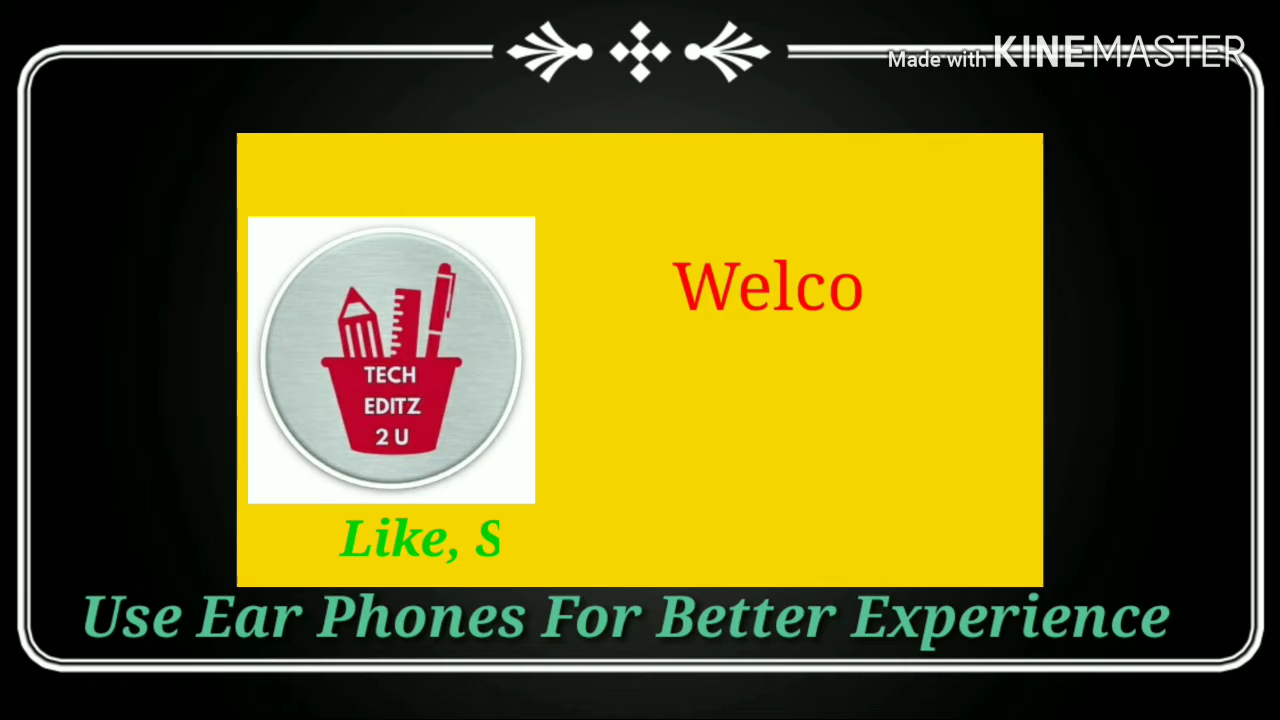 Made with KINEMASTER
Welco
TECH
EDITZ
2 U
Like, S
Use Ear Phones For Better Experience